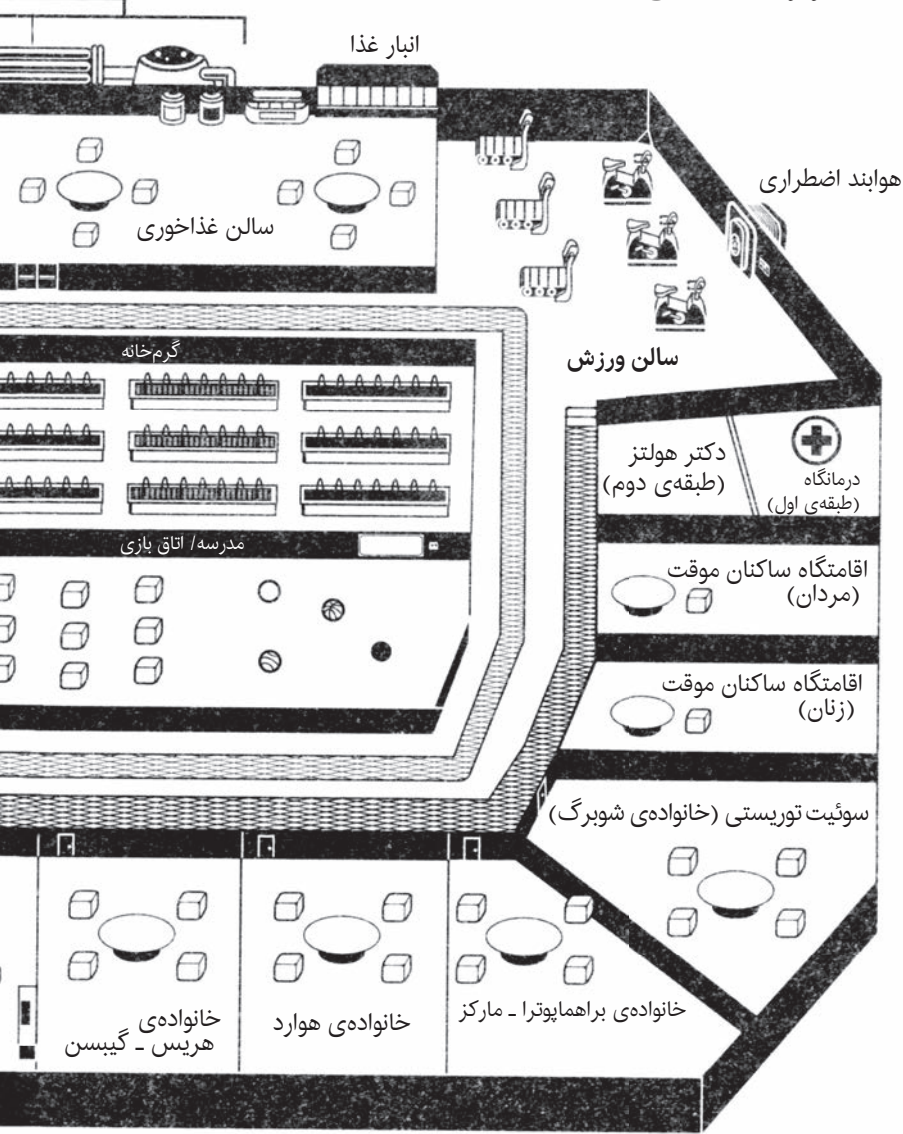 انبار غذا
هوابند اضطراری
سالن غذاخوری
سالن ورزش
گرم‌خانه
دکتر هولتز
(طبقه‌ی دوم)
درمانگاه
(طبقه‌ی اول)
مدرسه/ اتاق بازی
اقامتگاه ساکنان موقت
(مردان)
اقامتگاه ساکنان موقت
(زنان)
سوئیت توریستی (خانواده‌ی شوبرگ)
خانواده‌ی براهماپوترا ـ مارکز
خانواده‌ی هوارد
خانواده‌ی
هریس ـ گیبسن